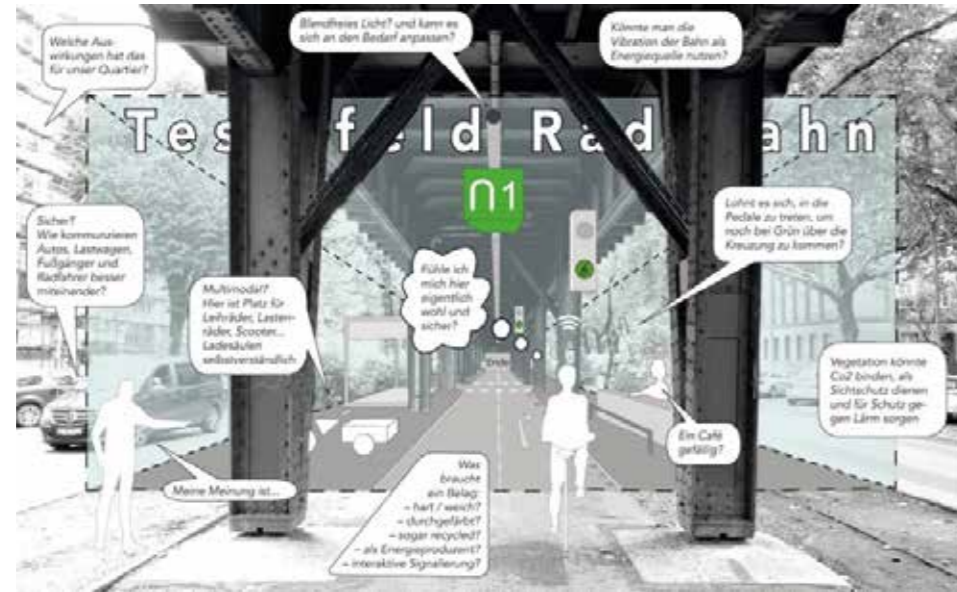 Welche Aus-
wirkungen hat das
für unser Quartier?
Blendfreies Licht? und kann es
sich an den Bedarf anpassen?
Könnte man die
Vibration der Bahn als
Energiequelle nutzen?
Tes feld Rad ahn
n1
Sicher?
Wie kommunzieren
Autos, Lastwagen,
Fußgänger und
Radfahrer besser
miteinander?
Lohnt es sich, in die
Pedale zu treten, um
noch bei Grün über die
Kreuzung zu kommen?
Multimodal?
Hier ist Platz für
Leihräder, Lasten-
räder, Scooter...
Ladesäulen
selbstverständlich
Fühle ich
mich hier
eigentlich
wohl und
sicher?
6
Ende
Vegetation könnte
Co2 binden, als
Sichtschutz dienen
und für Schutz ge-
gen Lärm sorgen
Ein Café
gefällig?
Meine Meinung ist...
Was
braucht
ein Belag:
– hart / weich?
– durchgefärbt?
– sogar recycled?
– als Energieproduzent?
– interaktive Signalierung?